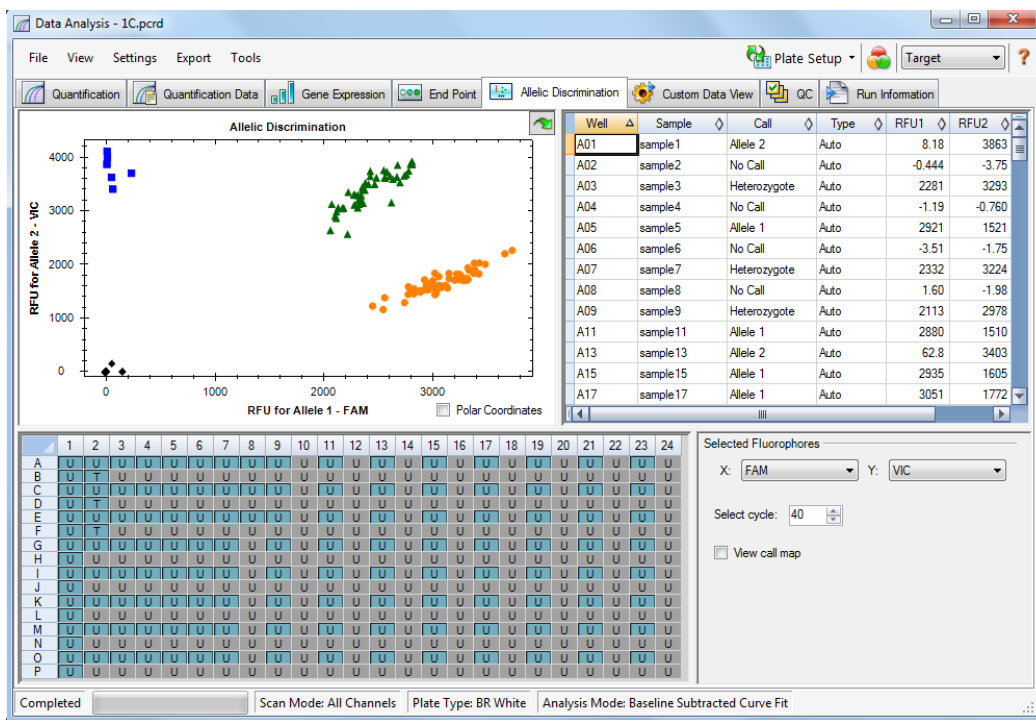 Data Analysis - 1C.pcrd
File View Settings Export Tools Plate Setup Target ?
Quantification Quantification Data Gene Expression End Point Allelic Discrimination Custom Data View QC Run Information
Allelic Discrimination
RFU for Allele 2 - VIC
4000
3000
2000
1000
0
0 1000 2000 3000
RFU for Allele 1 - FAM
Polar Coordinates
Well Sample Call Type RFU1 RFU2
A01 sample1 Allele 2 Auto 8.18 3863
A02 sample2 No Call Auto -0.444 -3.75
A03 sample3 Heterozygote Auto 2281 3293
A04 sample4 No Call Auto -1.19 -0.760
A05 sample5 Allele 1 Auto 2921 1521
A06 sample6 No Call Auto -3.51 -1.75
A07 sample7 Heterozygote Auto 2332 3224
A08 sample8 No Call Auto 1.60 -1.98
A09 sample9 Heterozygote Auto 2113 2978
A11 sample11 Allele 1 Auto 2880 1510
A13 sample13 Allele 2 Auto 62.8 3403
A15 sample15 Allele 1 Auto 2935 1605
A17 sample17 Allele 1 Auto 3051 1772
1 2 3 4 5 6 7 8 9 10 11 12 13 14 15 16 17 18 19 20 21 22 23 24
A U U U U U U U U U U U U U U U U U U U U U U U U
B U T U U U U U U U U U U U U U U U U U U U U U U
C U U U U U U U U U U U U U U U U U U U U U U U U
D U T U U U U U U U U U U U U U U U U U U U U U U
E U U U U U U U U U U U U U U U U U U U U U U U U
F U T U U U U U U U U U U U U U U U U U U U U U U
G U U U U U U U U U U U U U U U U U U U U U U U U
H U U U U U U U U U U U U U U U U U U U U U U U U
I U U U U U U U U U U U U U U U U U U U U U U U U
J U U U U U U U U U U U U U U U U U U U U U U U U
K U U U U U U U U U U U U U U U U U U U U U U U U
L U U U U U U U U U U U U U U U U U U U U U U U U
M U U U U U U U U U U U U U U U U U U U U U U U U
N U U U U U U U U U U U U U U U U U U U U U U U U
O U U U U U U U U U U U U U U U U U U U U U U U U
P U U U U U U U U U U U U U U U U U U U U U U U U
Selected Fluorophores
X: FAM Y: VIC
Select cycle: 40
View call map
Completed Scan Mode: All Channels Plate Type: BR White Analysis Mode: Baseline Subtracted Curve Fit